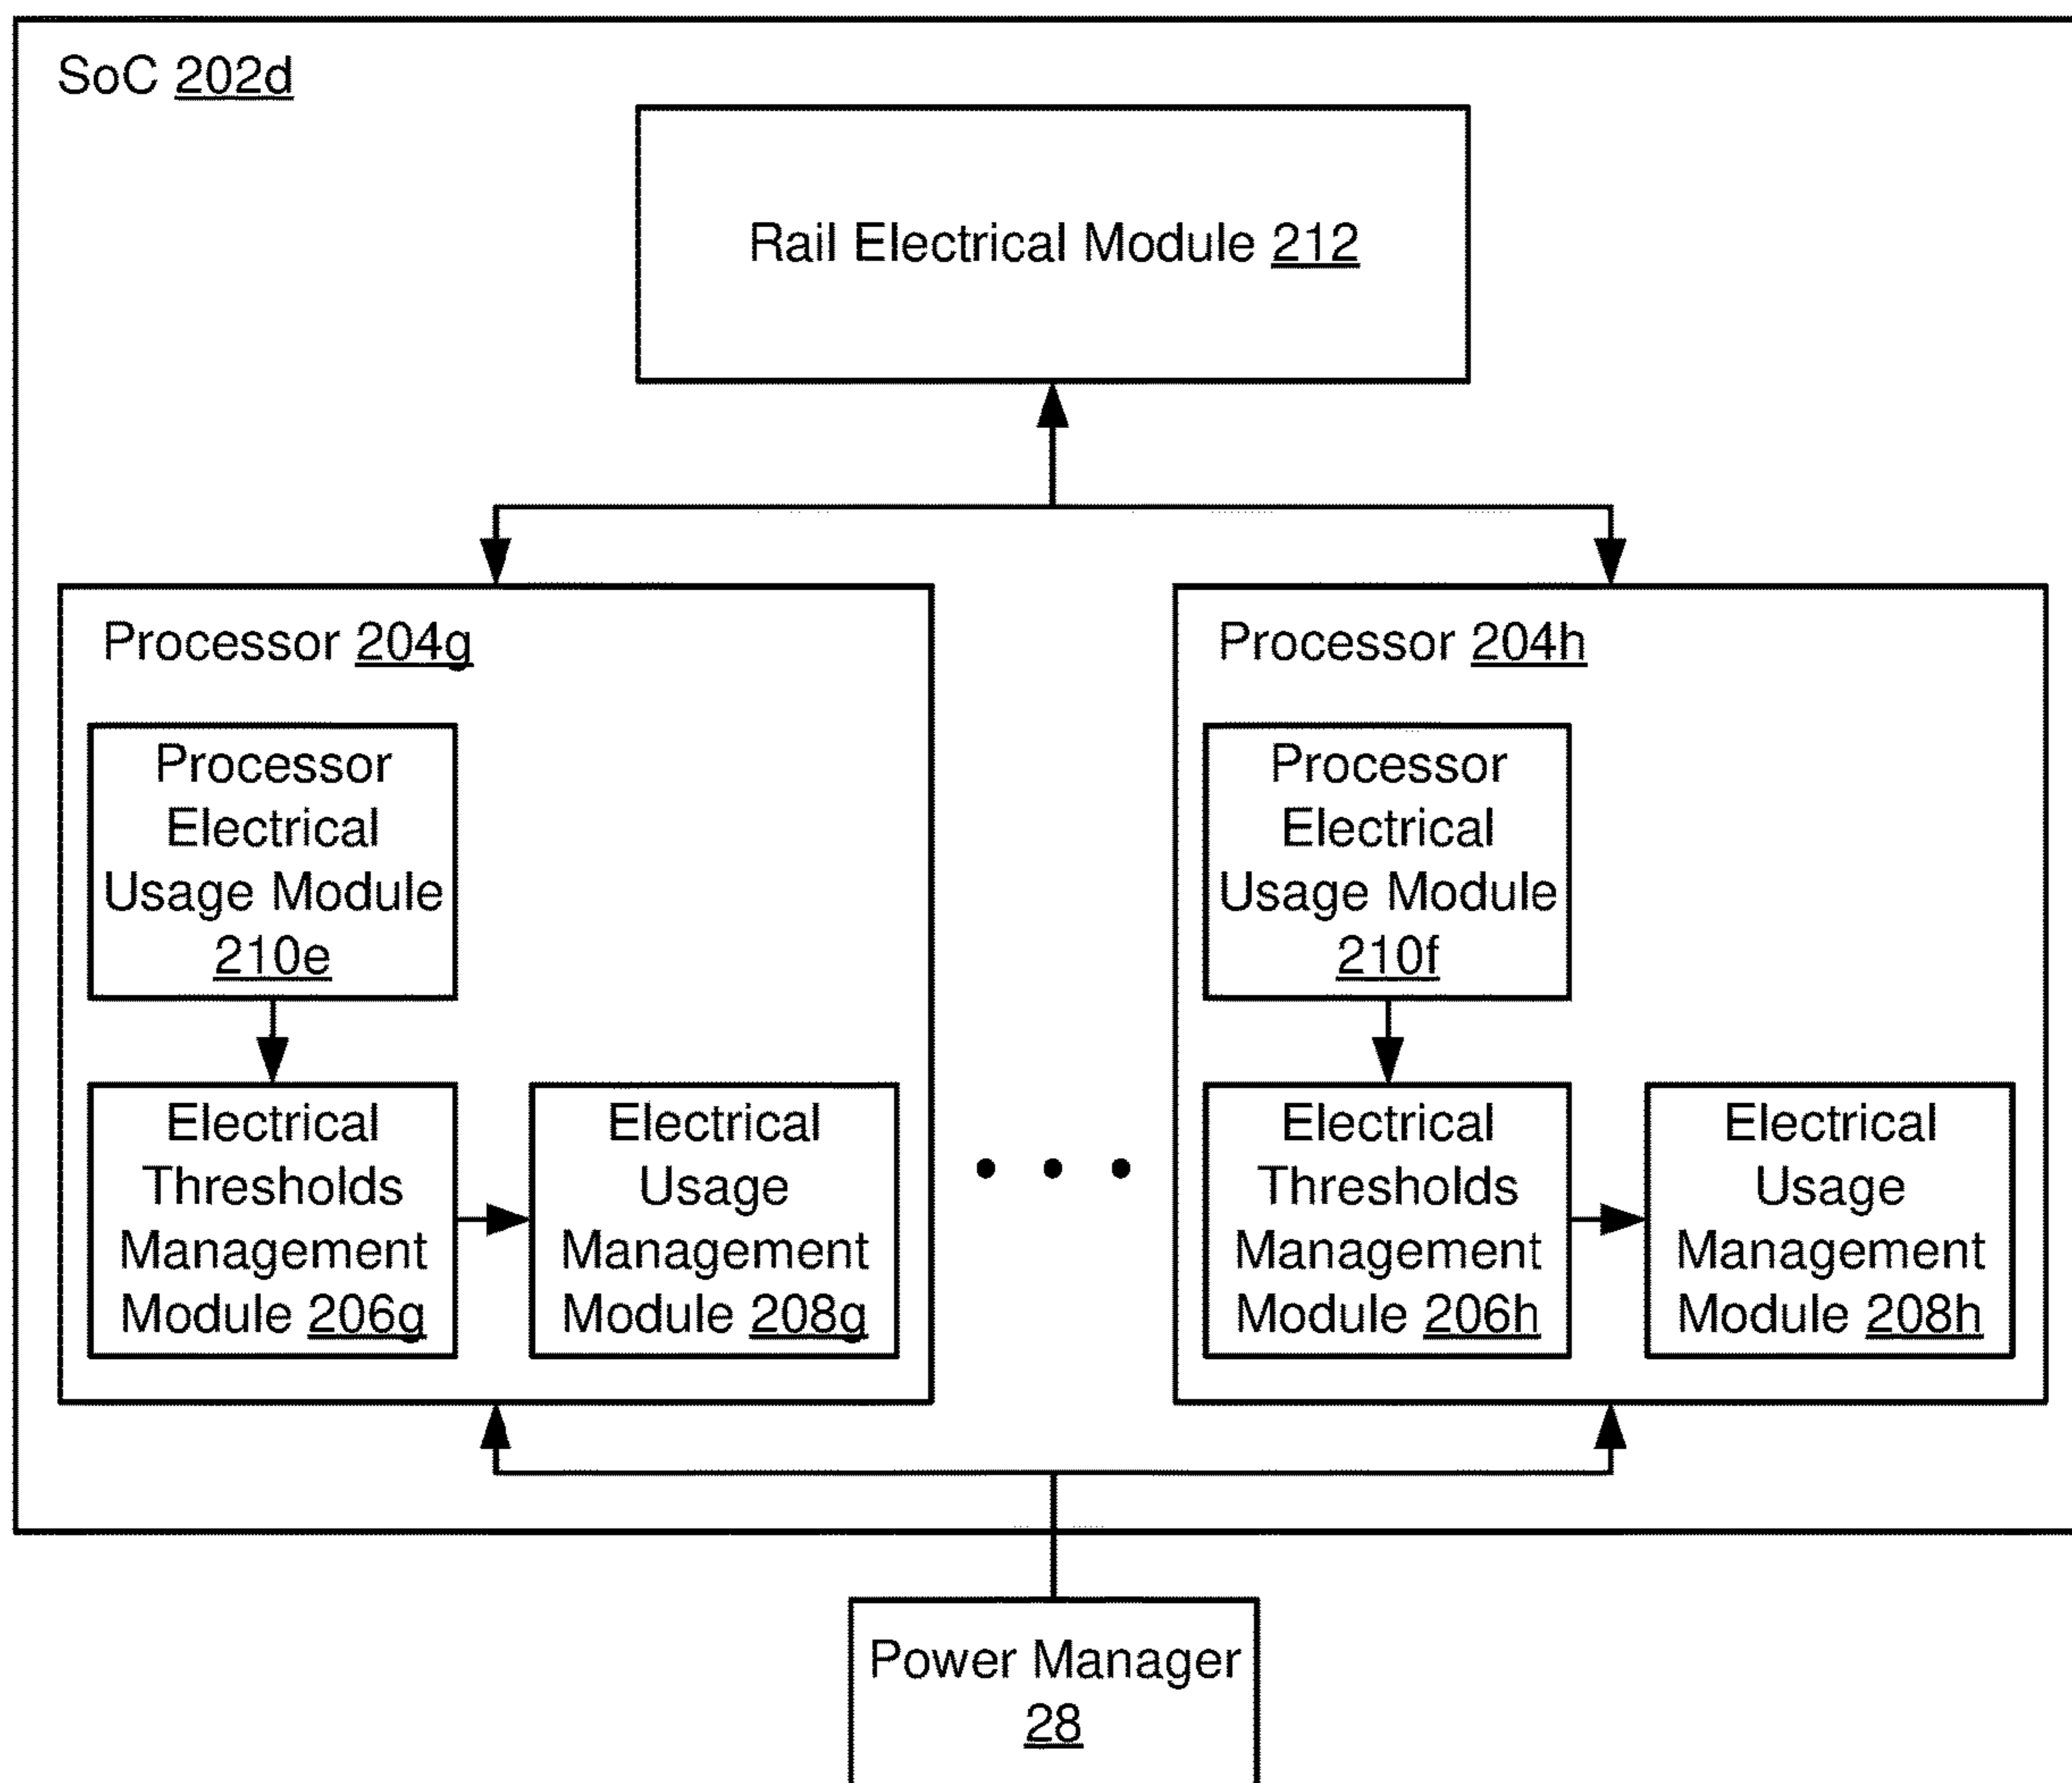 SoC 202d
Rail Electrical Module 212
Processor 204g
Processor
Electrical
Usage Module
210e
Electrical
Thresholds
Management
Module 206g
Electrical
Usage
Management
Module 208g
Processor 204h
Processor
Electrical
Usage Module
210f
Electrical
Thresholds
Management
Module 206h
Electrical
Usage
Management
Module 208h
Power Manager
28